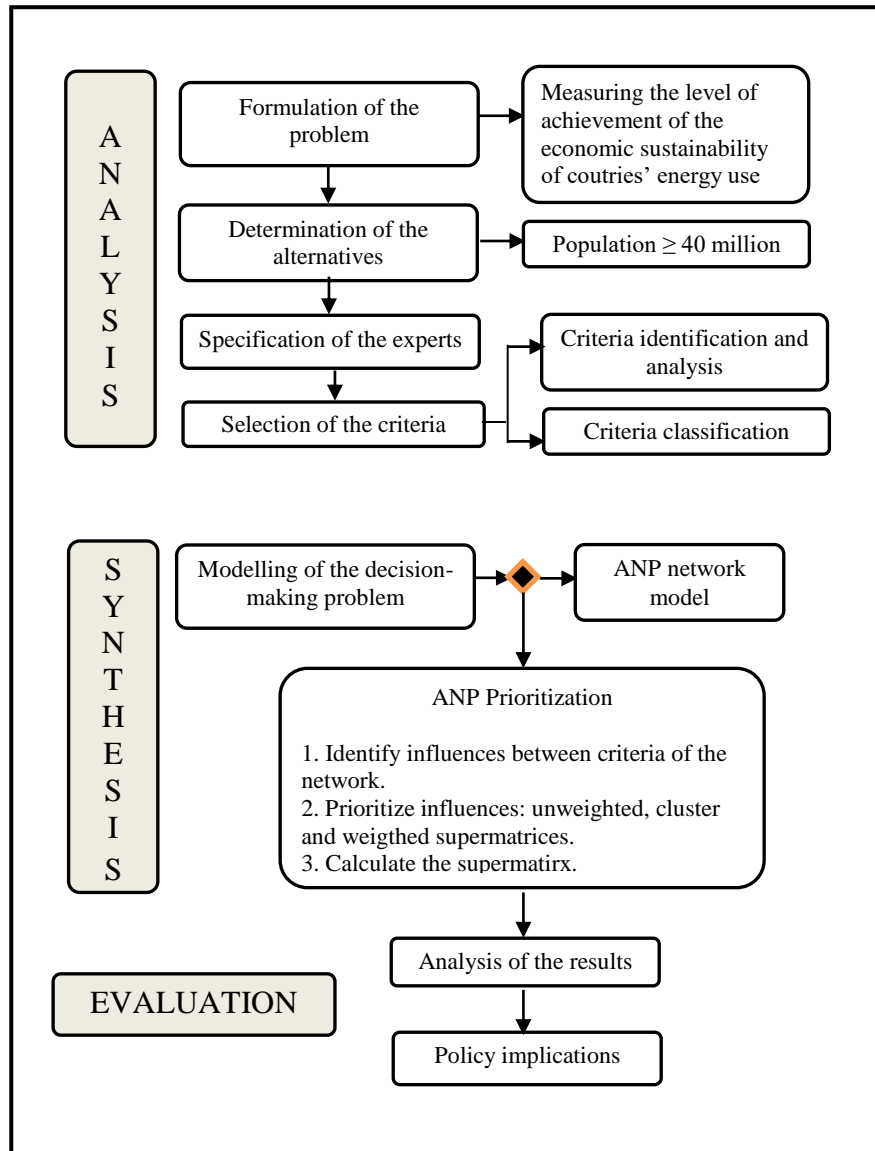 ANALYSIS
Formulation of the
problem
Measuring the level of
achievement of the
economic sustainability
of coutries’ energy use
Determination of the
alternatives
Population ≥ 40 million
Specification of the experts
Selection of the criteria
Criteria identification and
analysis
Criteria classification
SYNTHESIS
Modelling of the decision-
making problem
ANP network
model
ANP Prioritization
1. Identify influences between criteria of the
network.
2. Prioritize influences: unweighted, cluster
and weigthed supermatrices.
3. Calculate the supermatirx.
Analysis of the results
EVALUATION
Policy implications